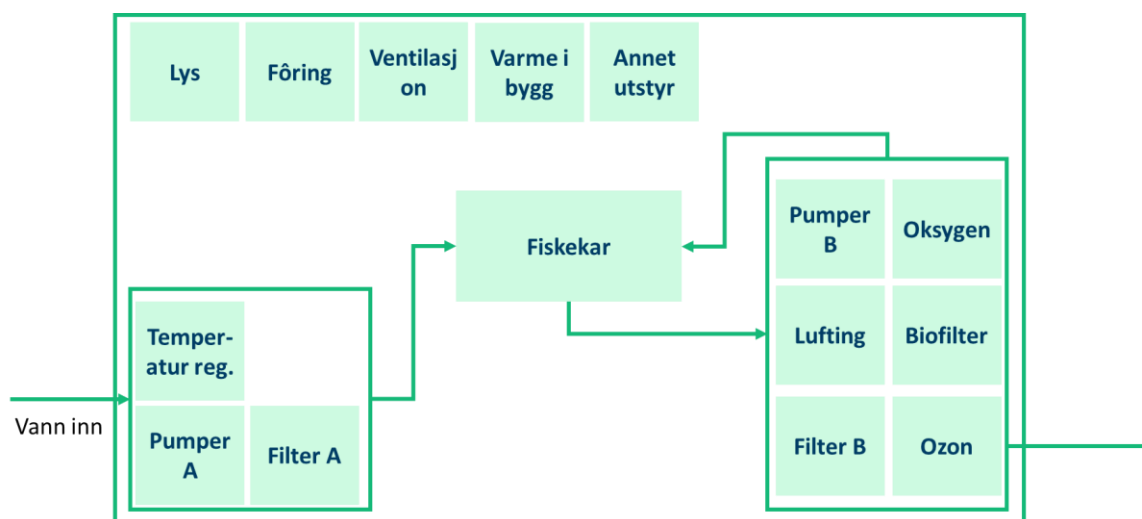 Lys
Fôring
Ventilasj
on
Varme i
bygg
Annet
utstyr
Fiskekar
Pumper
B
Oksygen
Lufting
Biofilter
Filter B
Ozon
Temper-
atur reg.
Pumper
A
Filter A
Vann inn